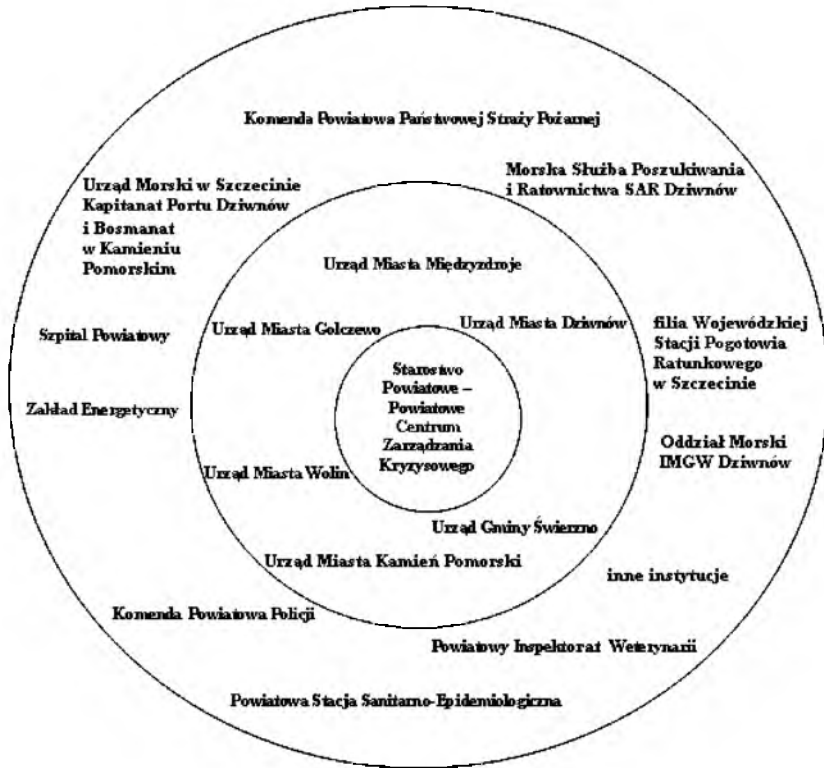 Komenda Powiatowa Państwowej Straży Pożarnej
Morska Służba Poszukiwania
i Ratownictwa SAR Dziwnów
Urząd Morski w Szczecinie
Kapitanat Portu Dziwnów
i Bosmanat
w Kamieniu
Pomorskim
Urząd Miasta Międzyzdroje
Szpital Powiatowy
Urząd Miasta Golczewo
Urząd Miasta Dziwnów
filia Wojewódzkiej
Stacji Pogotowia
Ratunkowego
w Szczecinie
Starostwo
Powiatowe –
Powiatowe
Centrum
Zarządzania
Kryzysowego
Zakład Energetyczny
Oddział Morski
IMGW Dziwnów
Urząd Miasta Wolin
Urząd Gminy Świerzno
Urząd Miasta Kamień Pomorski
inne instytucje
Komenda Powiatowa Policji
Powiatowy Inspektorat Weterynarii
Powiatowa Stacja Sanitarno-Epidemiologiczna